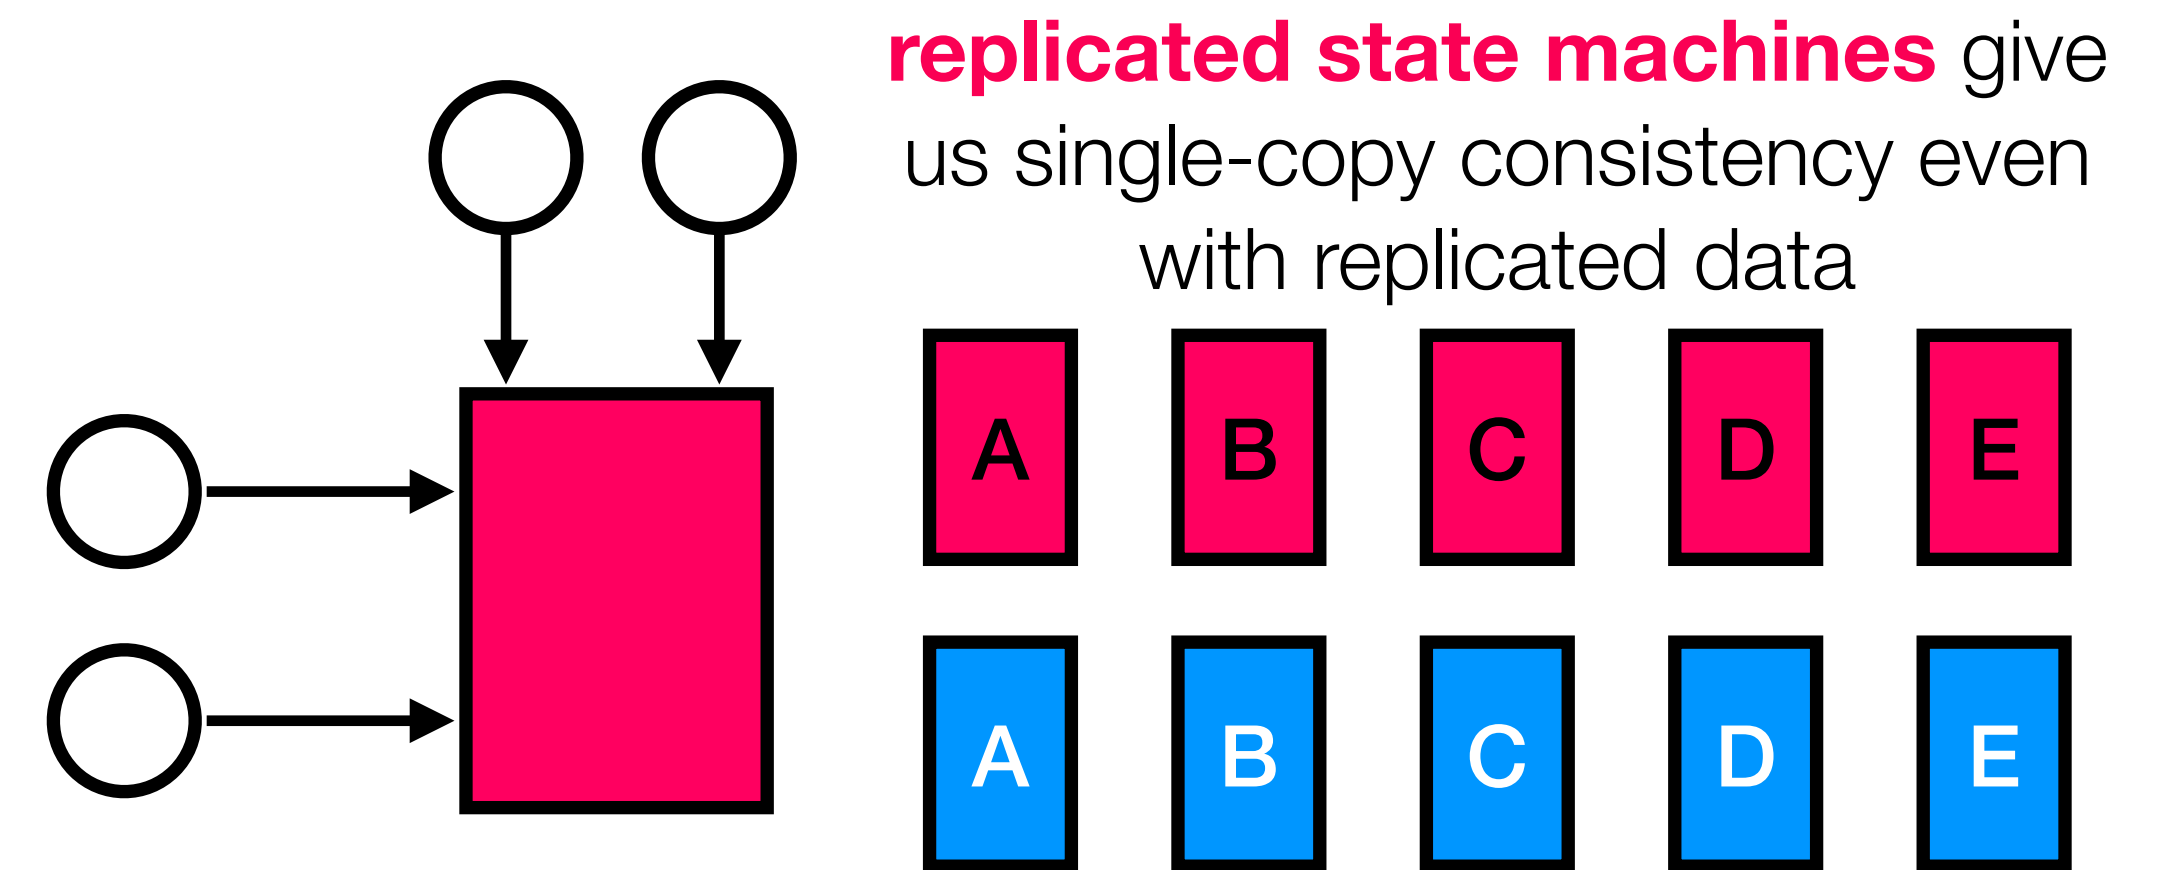 replicated state machines give
us single-copy consistency even
with replicated data
A B C D E
A B C D E